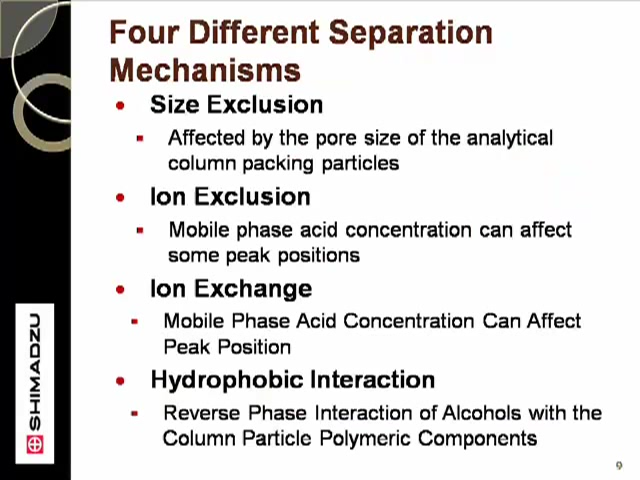 Four Different Separation
Mechanisms
• Size Exclusion
▪ Affected by the pore size of the analytical
column packing particles
• Ion Exclusion
▪ Mobile phase acid concentration can affect
some peak positions
• Ion Exchange
- Mobile Phase Acid Concentration Can Affect
Peak Position
• Hydrophobic Interaction
- Reverse Phase Interaction of Alcohols with the
Column Particle Polymeric Components
SHIMADZU
9